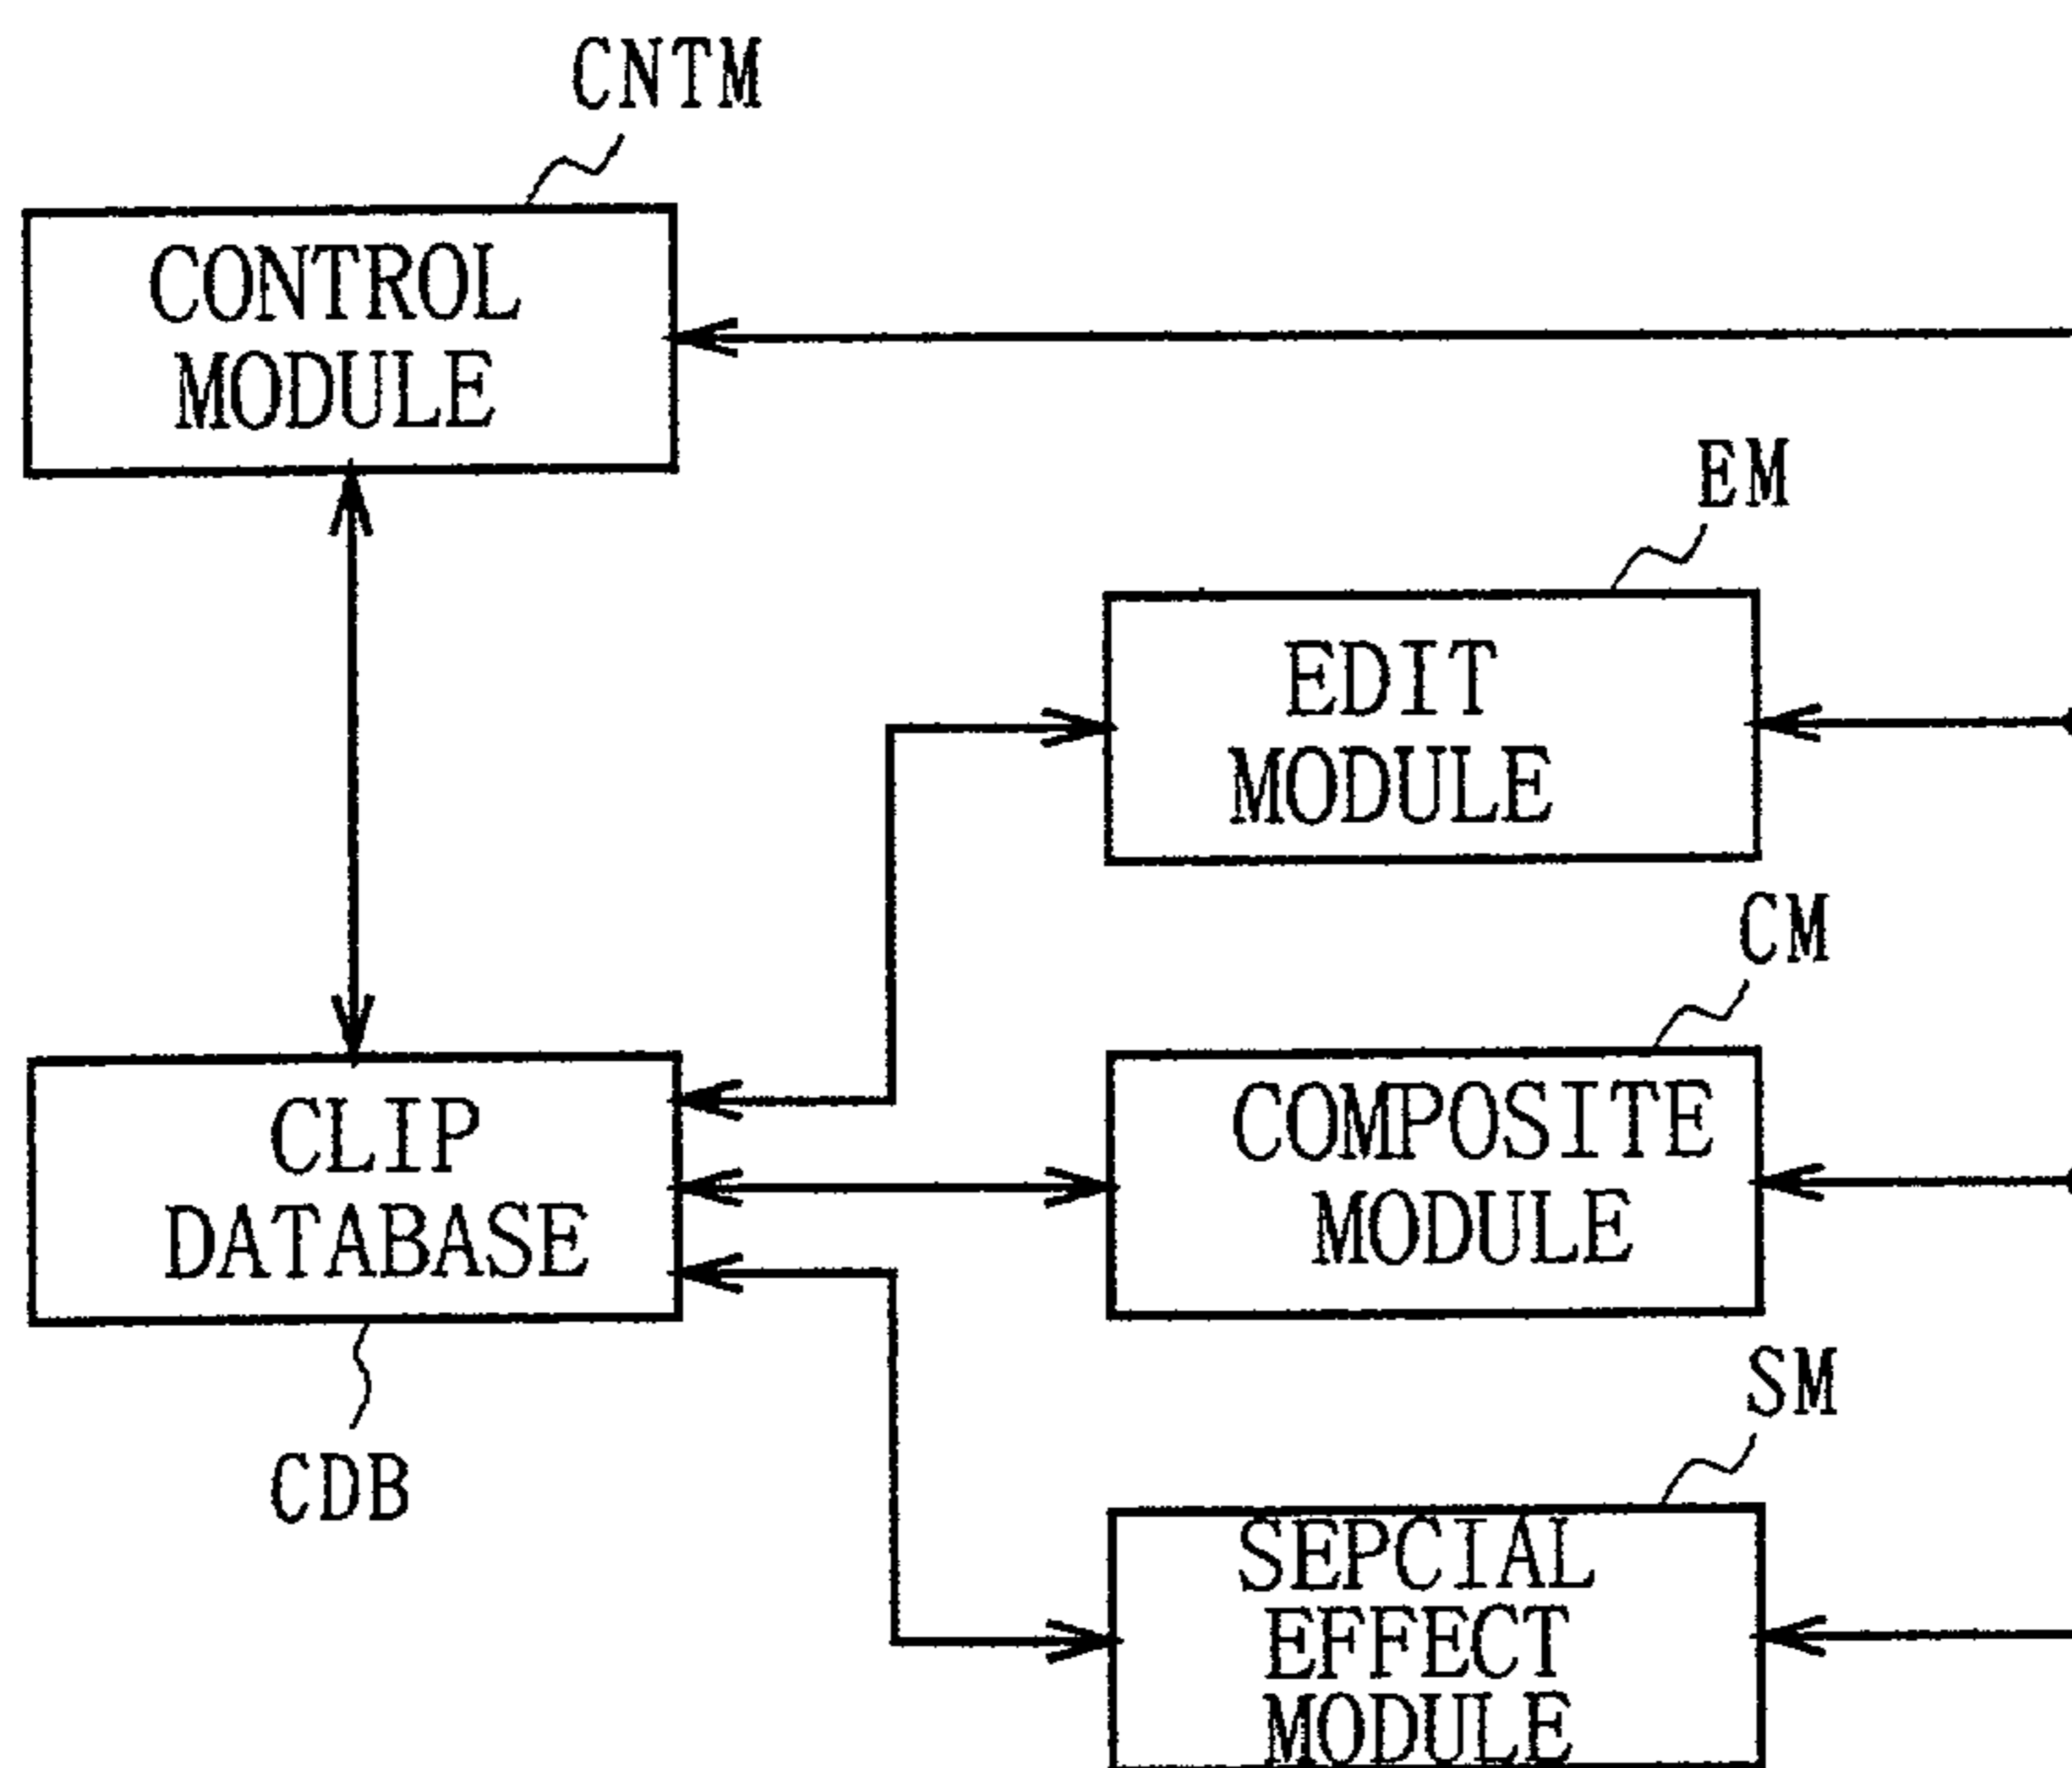 CNTM
CONTROL
MODULE
EM
EDIT
MODULE
CM
COMPOSITE
MODULE
CLIP
DATABASE
CDB
SM
SEPCIAL
EFFECT
MODULE